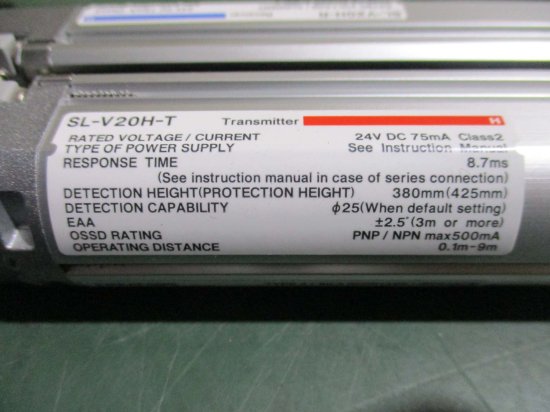 SL-V20H-R
SL-V20H-T Transmitter H
RATED VOLTAGE / CURRENT 24V DC 75mA Class2
TYPE OF POWER SUPPLY See Instruction Manual
RESPONSE TIME 8.7ms
(See instruction manual in case of series connection)
DETECTION HEIGHT(PROTECTION HEIGHT) 380mm(425mm)
DETECTION CAPABILITY ϕ25(When default setting)
EAA ±2.5°(3m or more)
OSSD RATING PNP / NPN max500mA
OPERATING DISTANCE 0.1m-9m